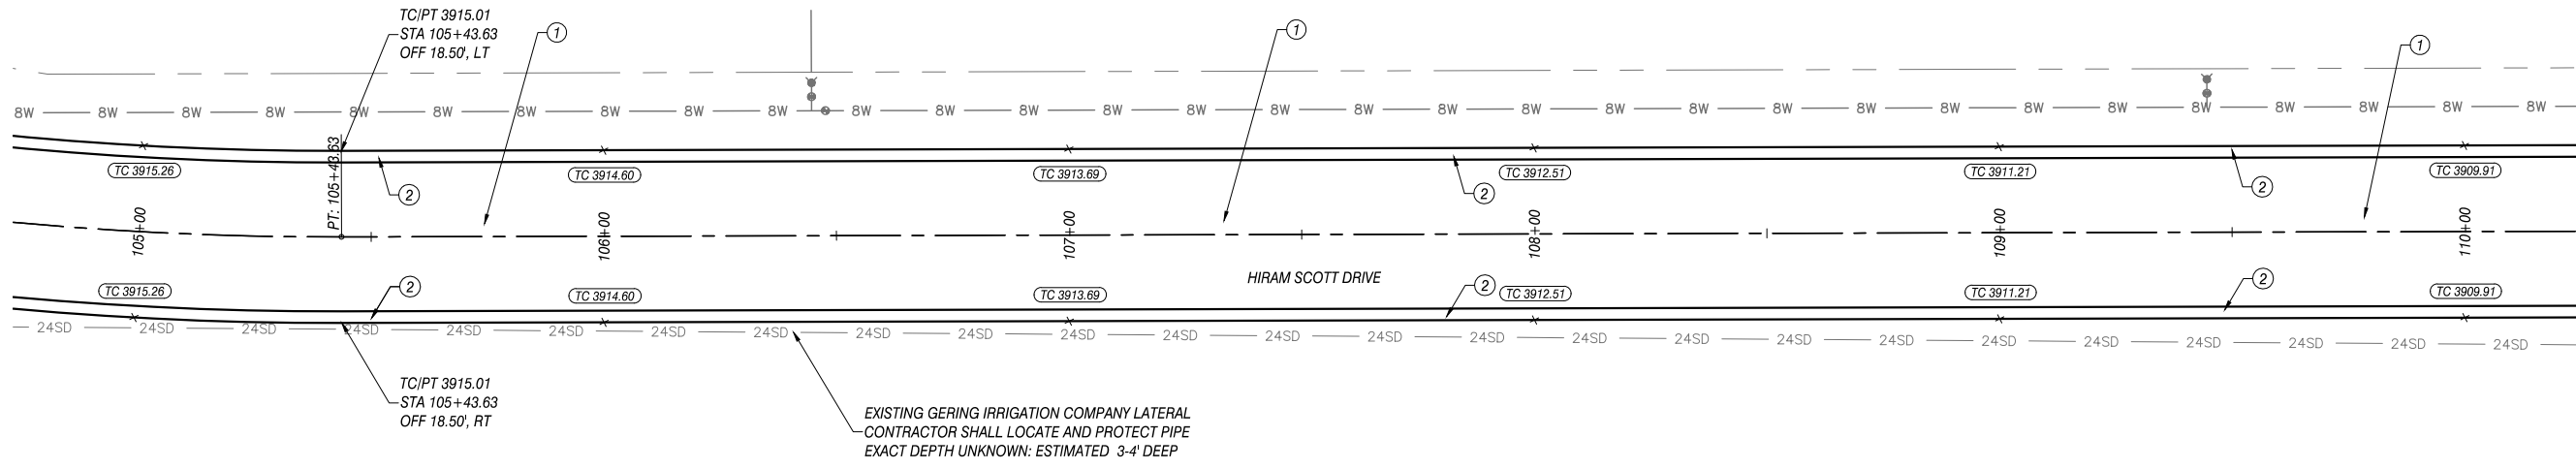 TC/PT 3915.01
STA 105+43.63
OFF 18.50', LT
1
1
1
8W 8W 8W 8W 8W 8W 8W 8W 8W 8W 8W 8W 8W 8W 8W 8W 8W 8W 8W 8W 8W 8W 8W 8W 8W 8W 8W 8W 8W 8W 8W
TC 3915.26
TC 3914.60
TC 3913.69
TC 3912.51
TC 3911.21
TC 3909.91
2
2
2
PT: 105+43.63
105+00
106+00
107+00
108+00
109+00
110+00
HIRAM SCOTT DRIVE
TC 3915.26
2
TC 3914.60
TC 3913.69
2
TC 3912.51
TC 3911.21
2
TC 3909.91
24SD 24SD 24SD 24SD 24SD 24SD 24SD 24SD 24SD 24SD 24SD 24SD 24SD 24SD 24SD 24SD 24SD 24SD 24SD 24SD 24SD 24SD 24SD 24SD 24SD
TC/PT 3915.01
STA 105+43.63
OFF 18.50', RT
EXISTING GERING IRRIGATION COMPANY LATERAL
CONTRACTOR SHALL LOCATE AND PROTECT PIPE
EXACT DEPTH UNKNOWN: ESTIMATED 3-4' DEEP